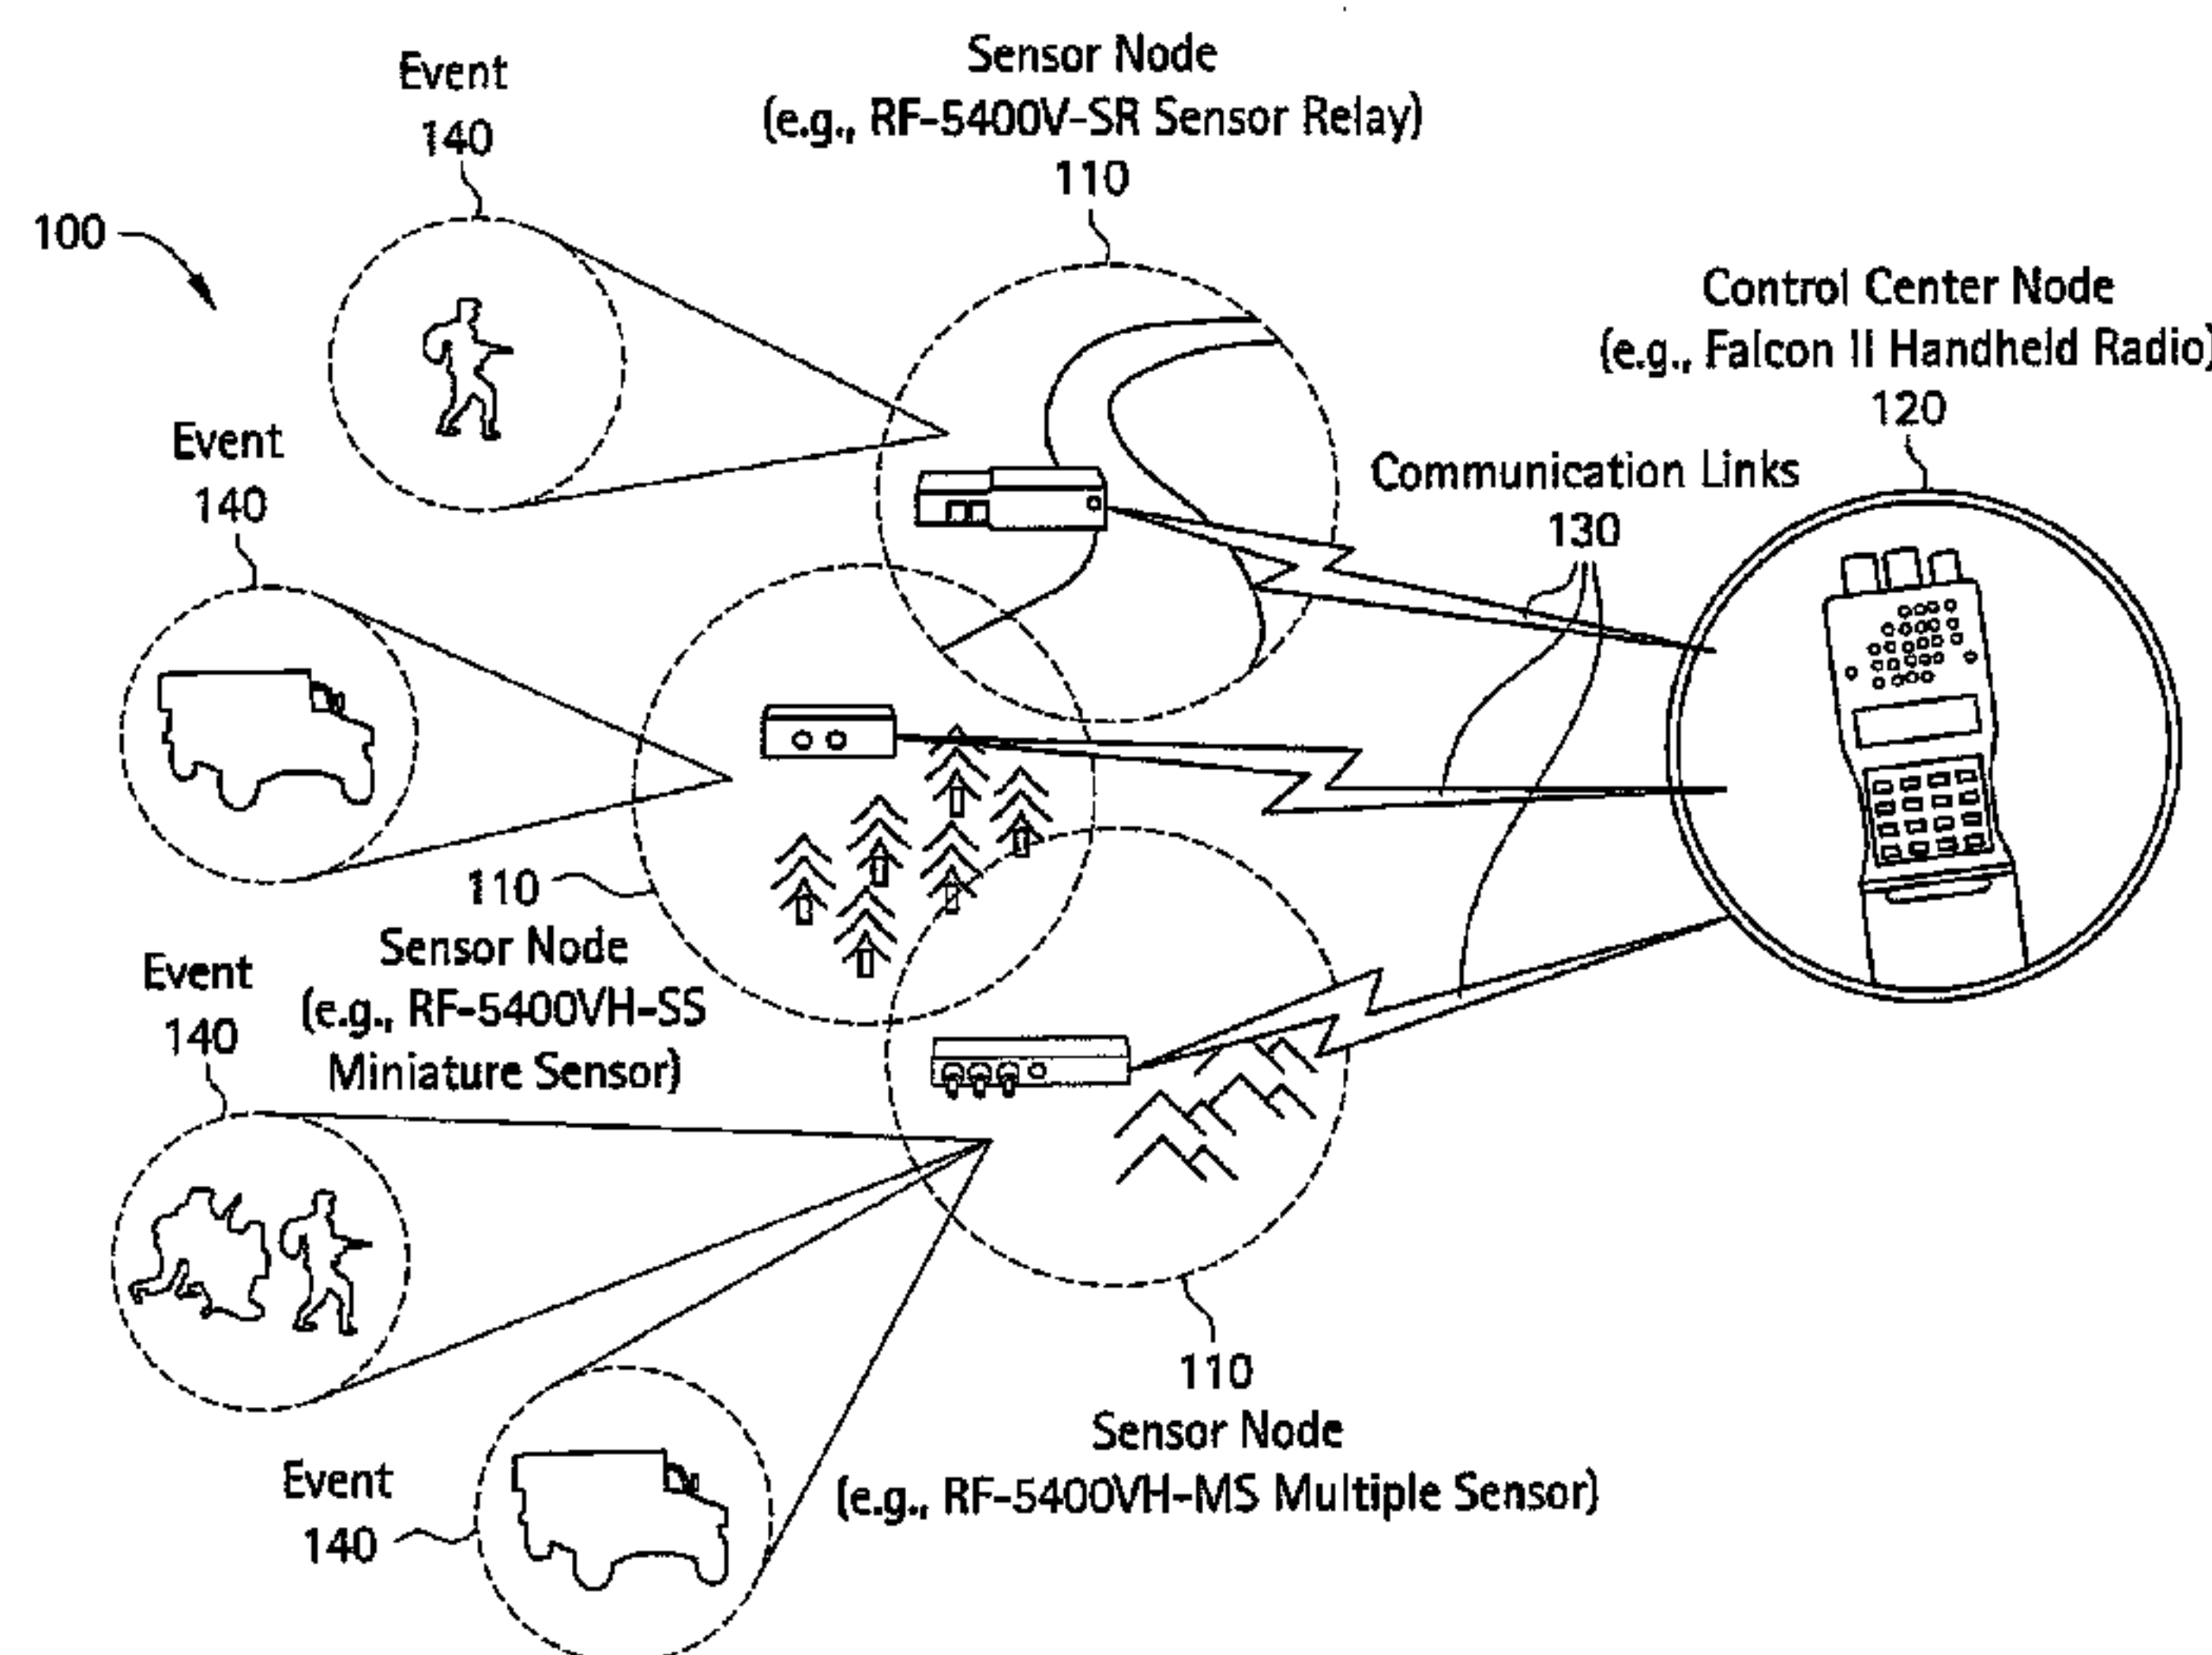 Event
140
Sensor Node
(e.g., RF-5400V-SR Sensor Relay)
110
100
Control Center Node
(e.g., Falcon II Handheld Radio)
120
Event
140
Communication Links
130
110
Sensor Node
(e.g., RF-5400VH-SS
Miniature Sensor)
Event
140
110
Sensor Node
(e.g., RF-5400VH-MS Multiple Sensor)
Event
140